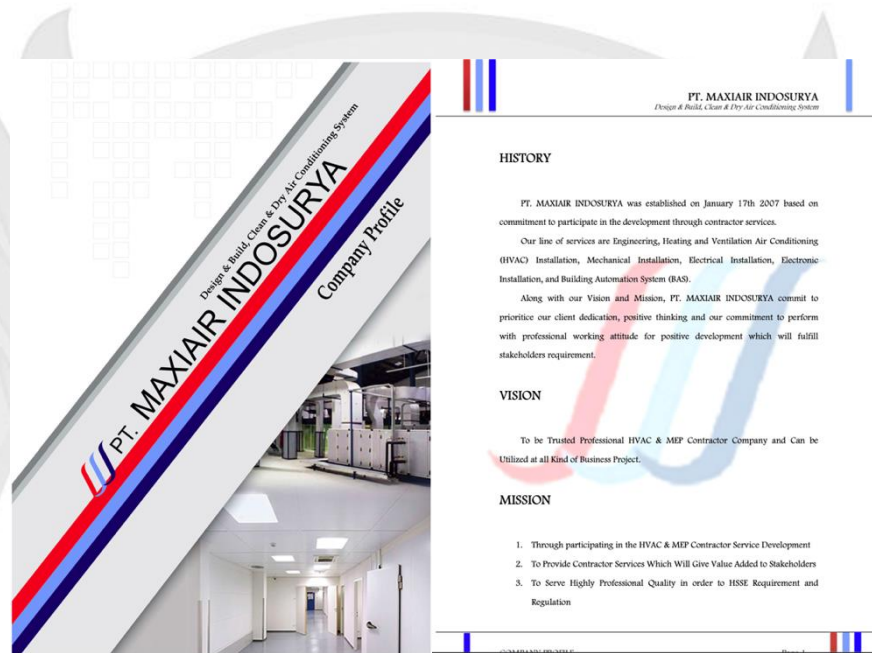 Design & Build, Clean & Dry Air Conditioning System
PT. MAXIAIR INDOSURYA
Company Profile
PT. MAXIAIR INDOSURYA
Design & Build, Clean & Dry Air Conditioning System
HISTORY
PT. MAXIAIR INDOSURYA was established on January 17th 2007 based on
commitment to participate in the development through contractor services.
Our line of services are Engineering, Heating and Ventilation Air Conditioning
(HVAC) Installation, Mechanical Installation, Electrical Installation, Electronic
Installation, and Building Automation System (BAS).
Along with our Vision and Mission, PT. MAXIAIR INDOSURYA commit to
prioritice our client dedication, positive thinking and our commitment to perform
with professional working attitude for positive development which will fulfill
stakeholders requirement.
VISION
To be Trusted Professional HVAC & MEP Contractor Company and Can be
Utilized at all Kind of Business Project.
MISSION
1. Through participating in the HVAC & MEP Contractor Service Development
2. To Provide Contractor Services Which Will Give Value Added to Stakeholders
3. To Serve Highly Professional Quality in order to HSSE Requirement and
Regulation
COMPANY PROFILE